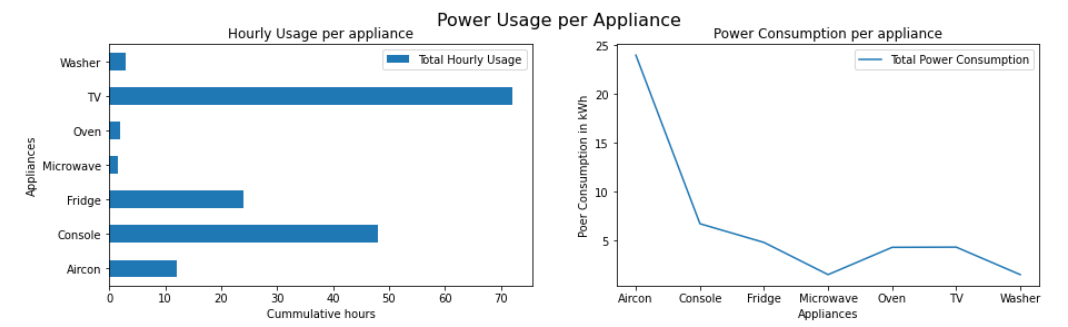 Power Usage per Appliance
Hourly Usage per appliance
Total Hourly Usage
Appliances
Washer
TV
Oven
Microwave
Fridge
Console
Aircon
0 10 20 30 40 50 60 70
Cummulative hours
Power Consumption per appliance
Total Power Consumption
Poer Consumption in kWh
25
20
15
10
5
Aircon Console Fridge Microwave Oven TV Washer
Appliances